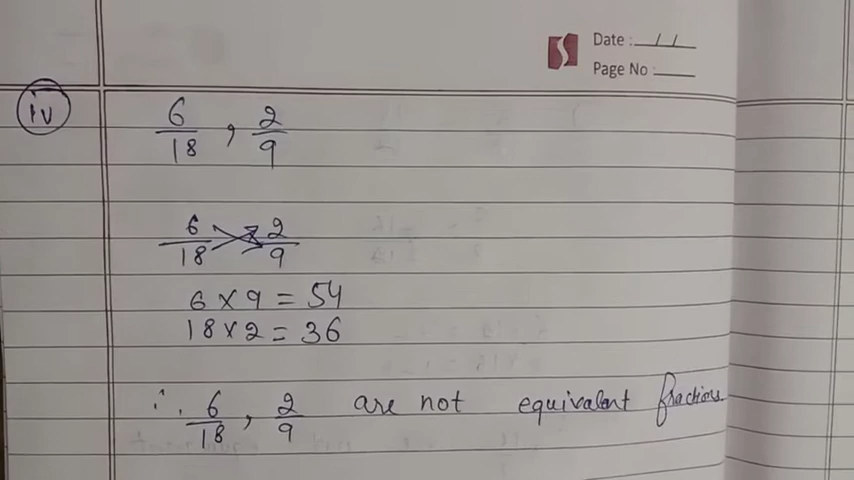 Date : / /
Page No :
iv
6/18 , 2/9
6/18 2/9
6 × 9 = 54
18 × 2 = 36
∴ 6/18 , 2/9 are not equivalent fractions